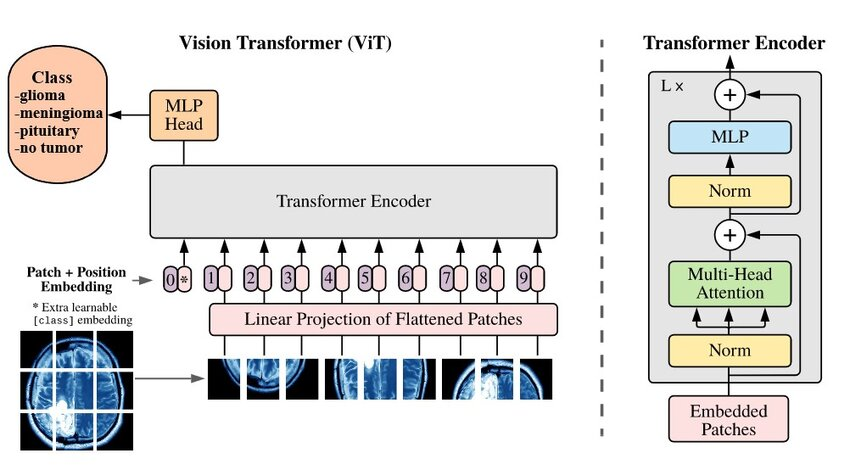 Vision Transformer (ViT)
Class
-glioma
-meningioma
-pituitary
-no tumor
MLP
Head
Transformer Encoder
Patch + Position
Embedding
* Extra learnable
[class] embedding
0 * 1 2 3 4 5 6 7 8 9
Linear Projection of Flattened Patches
Transformer Encoder
L x
+
MLP
Norm
+
Multi-Head
Attention
Norm
Embedded
Patches